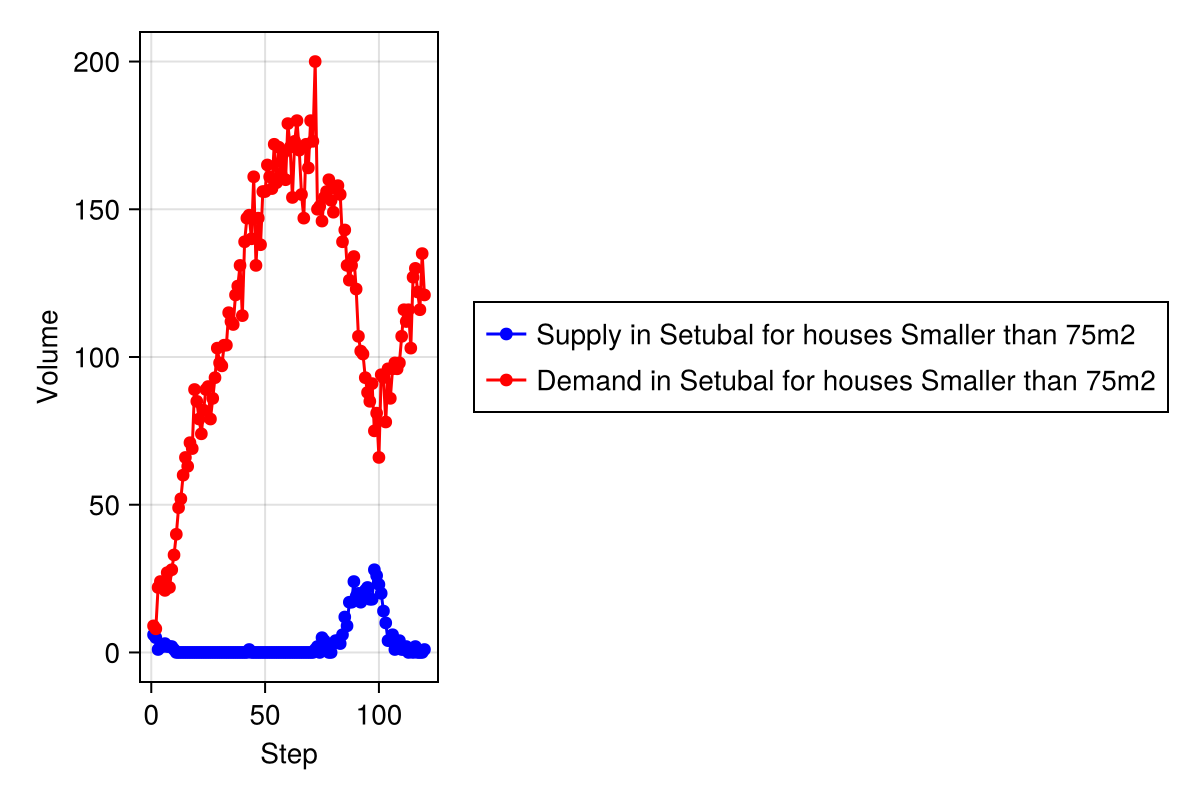 200
150
100
50
0
Volume
0 50 100
Step
Supply in Setubal for houses Smaller than 75m2
Demand in Setubal for houses Smaller than 75m2